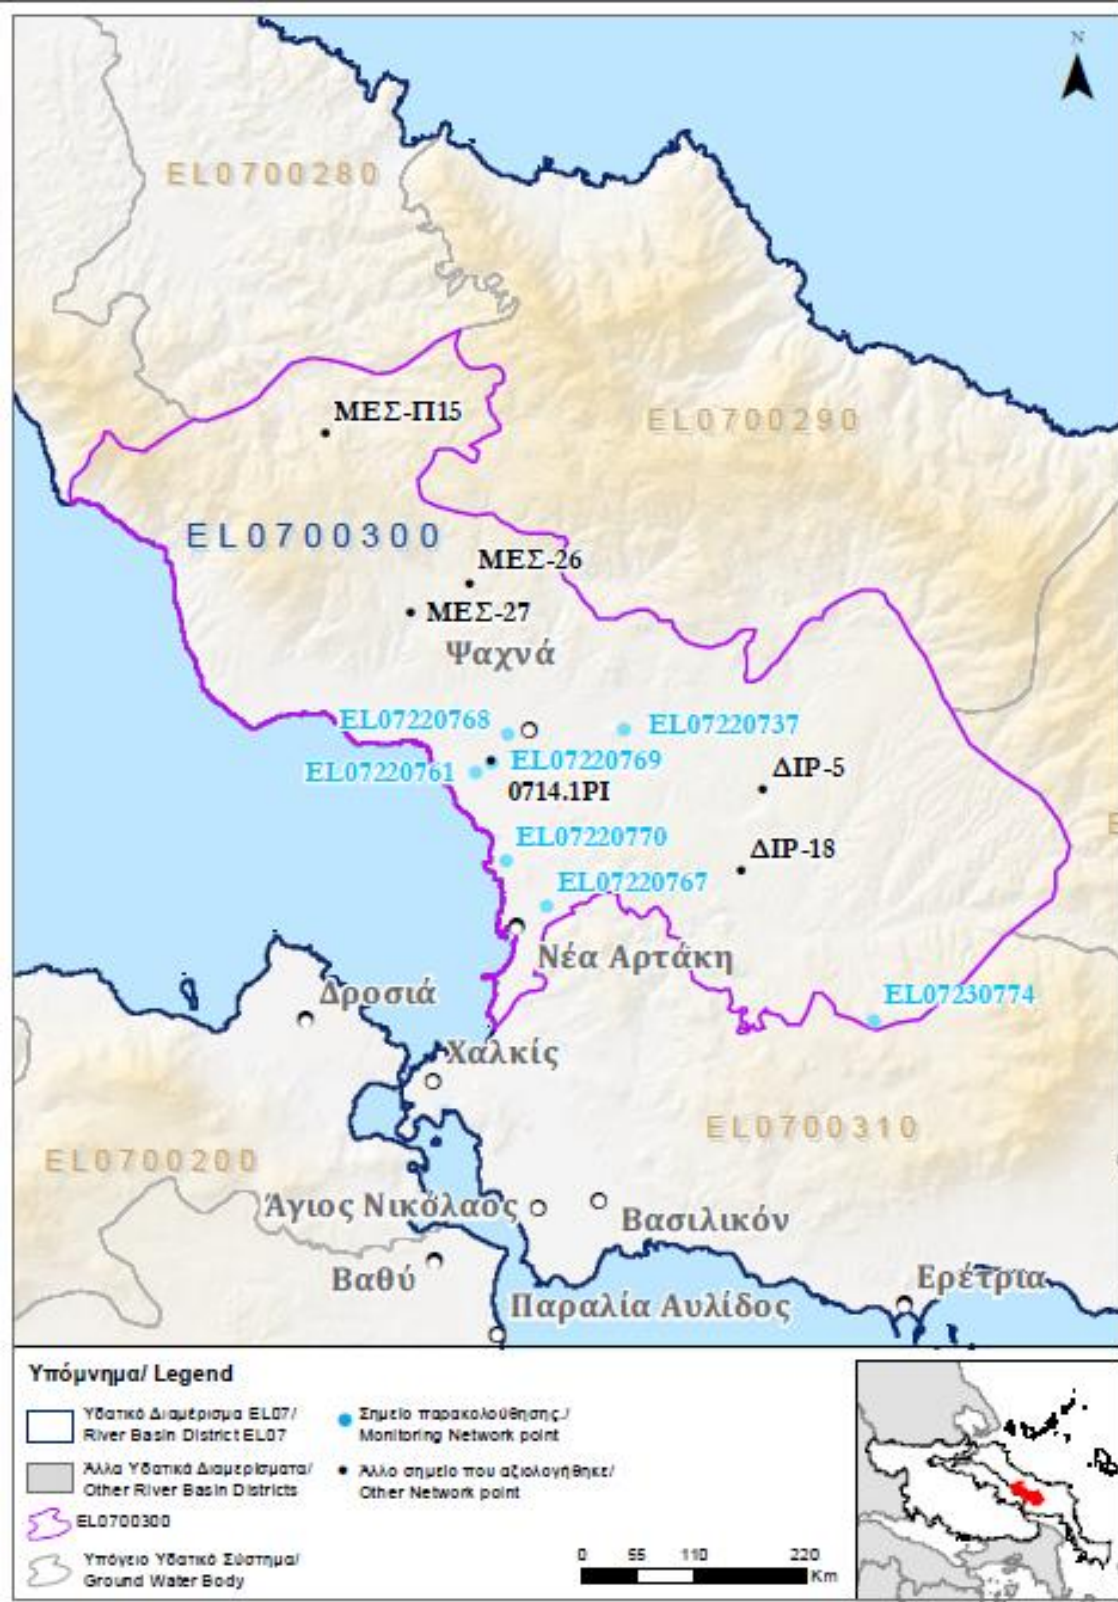 N
EL0700280
ΜΕΣ-Π15
EL0700290
EL0700300
ΜΕΣ-26
ΜΕΣ-27
Ψαχνά
EL07220768
EL07220737
EL07220769
EL07220761
ΔΙΡ-5
0714.1PI
EL07220770
ΔΙΡ-18
EL07220767
Νέα Αρτάκη
Δροσιά
EL07230774
Χαλκίς
EL0700310
EL0700200
Άγιος Νικόλαος
Βασιλικόν
Βαθύ
Ερέτρια
Παραλία Αυλίδος
Υπόμνημα/ Legend
Υδατικό Διαμέρισμα EL07/
River Basin District EL07
Άλλα Υδατικά Διαμερίσματα/
Other River Basin Districts
EL0700300
Υπόγειο Υδατικό Σύστημα/
Ground Water Body
Σημείο παρακολούθησης/
Monitoring Network point
Άλλο σημείο που αξιολογήθηκε/
Other Network point
0 55 110 220
Km